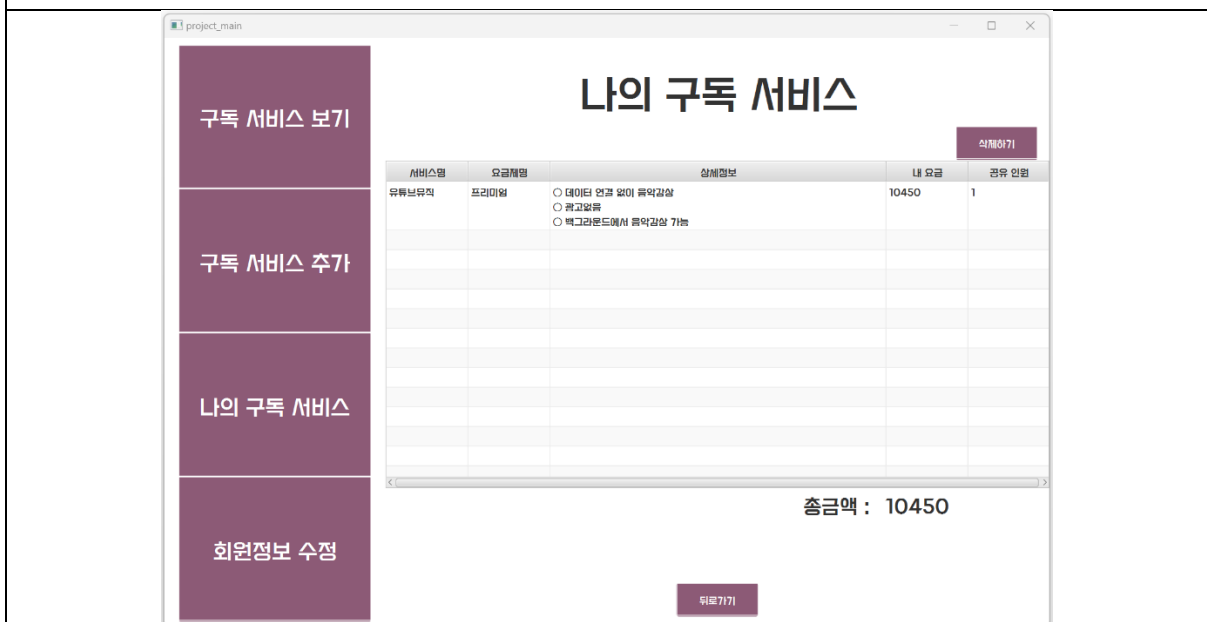 project_main
구독 서비스 보기
구독 서비스 추가
나의 구독 서비스
회원정보 수정
나의 구독 서비스
삭제하기
서비스명 요금제명 상세정보 내 요금 공유 인원
유튜브뮤직 프리미엄 ○ 데이터 연결 없이 음악감상 10450 1
○ 광고없음
○ 백그라운드에서 음악감상 가능
총금액 : 10450
뒤로가기